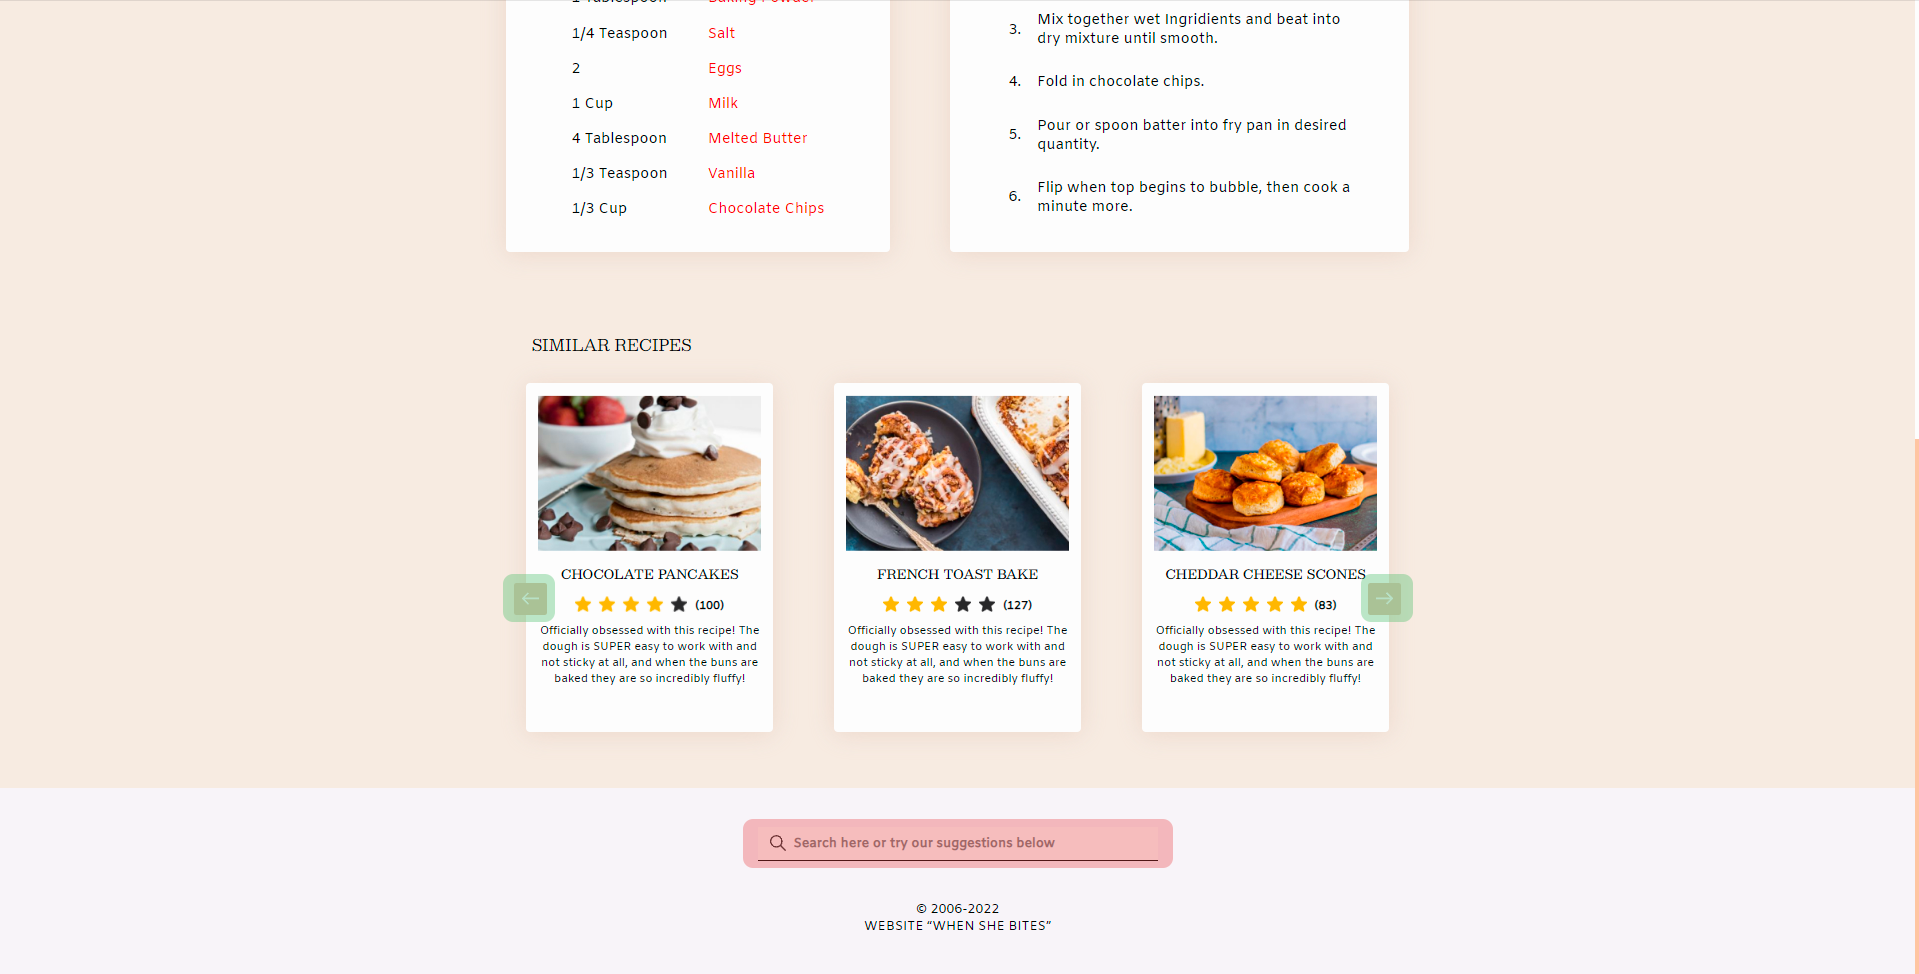 1 Tablespoon Baking Powder
1/4 Teaspoon Salt
2 Eggs
1 Cup Milk
4 Tablespoon Melted Butter
1/3 Teaspoon Vanilla
1/3 Cup Chocolate Chips
3. Mix together wet Ingridients and beat into
dry mixture until smooth.
4. Fold in chocolate chips.
5. Pour or spoon batter into fry pan in desired
quantity.
6. Flip when top begins to bubble, then cook a
minute more.
SIMILAR RECIPES
CHOCOLATE PANCAKES
(100)
Officially obsessed with this recipe! The
dough is SUPER easy to work with and
not sticky at all, and when the buns are
baked they are so incredibly fluffy!
FRENCH TOAST BAKE
(127)
Officially obsessed with this recipe! The
dough is SUPER easy to work with and
not sticky at all, and when the buns are
baked they are so incredibly fluffy!
CHEDDAR CHEESE SCONES
(83)
Officially obsessed with this recipe! The
dough is SUPER easy to work with and
not sticky at all, and when the buns are
baked they are so incredibly fluffy!
Search here or try our suggestions below
© 2006-2022
WEBSITE “WHEN SHE BITES”